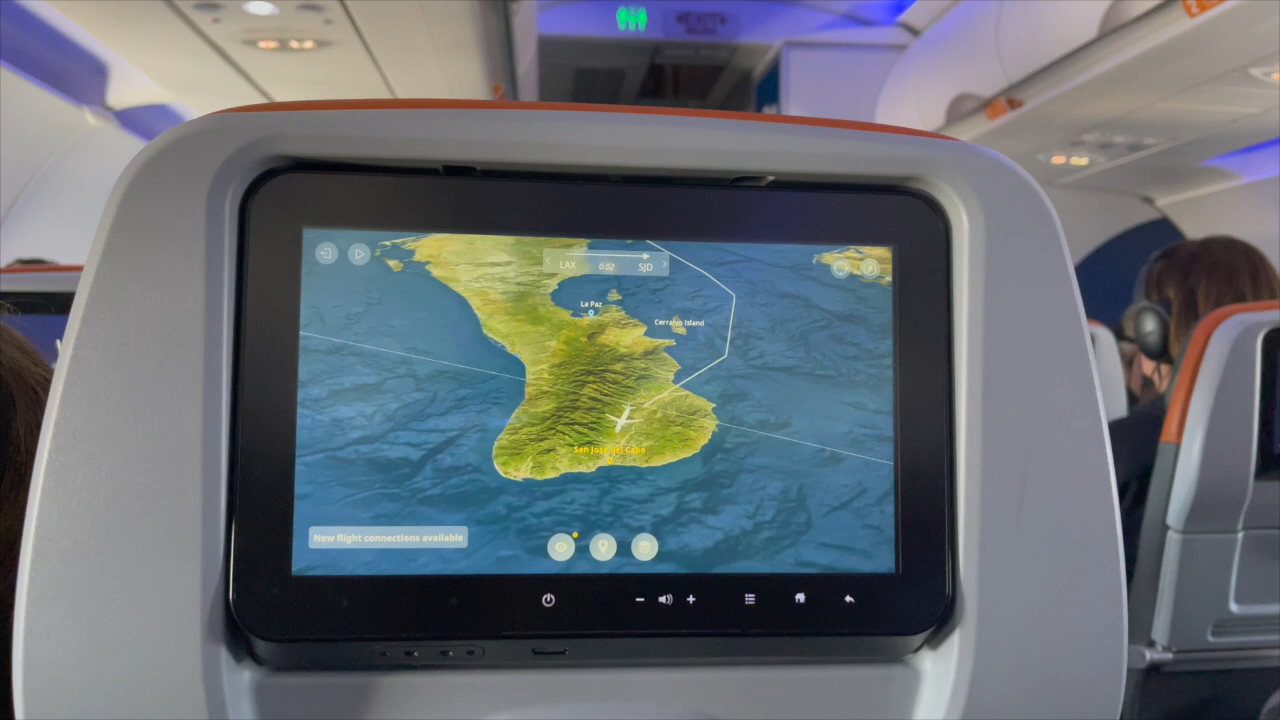 LAX 0:02 SJD
La Paz
Cerralvo Island
San José del Cabo
New flight connections available